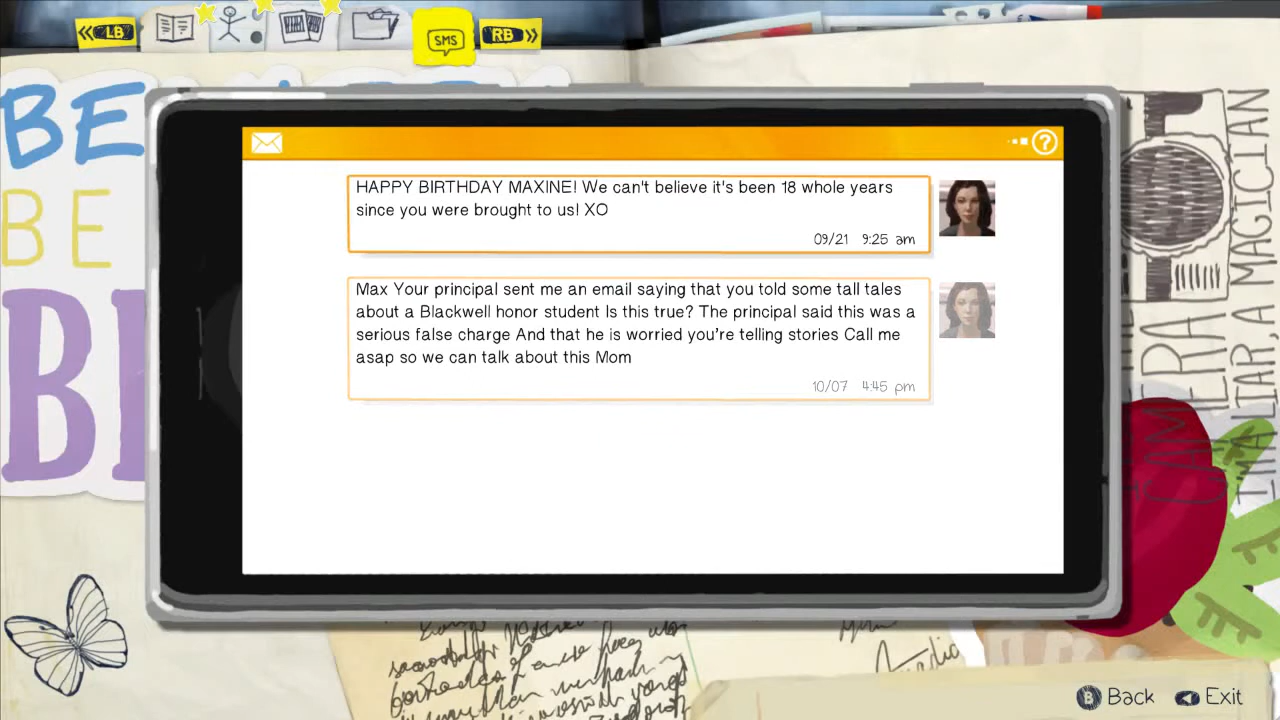 LB
SMS
RB
BE
BE
HAPPY BIRTHDAY MAXINE! We can't believe it's been 18 whole years
since you were brought to us! XO
09/21 9:25 am
Max Your principal sent me an email saying that you told some tall tales
about a Blackwell honor student Is this true? The principal said this was a
serious false charge And that he is worried you're telling stories Call me
asap so we can talk about this Mom
10/07 4:45 pm
CAMERA
I'M A LIAR, A MAGICIAN
B Back
Exit